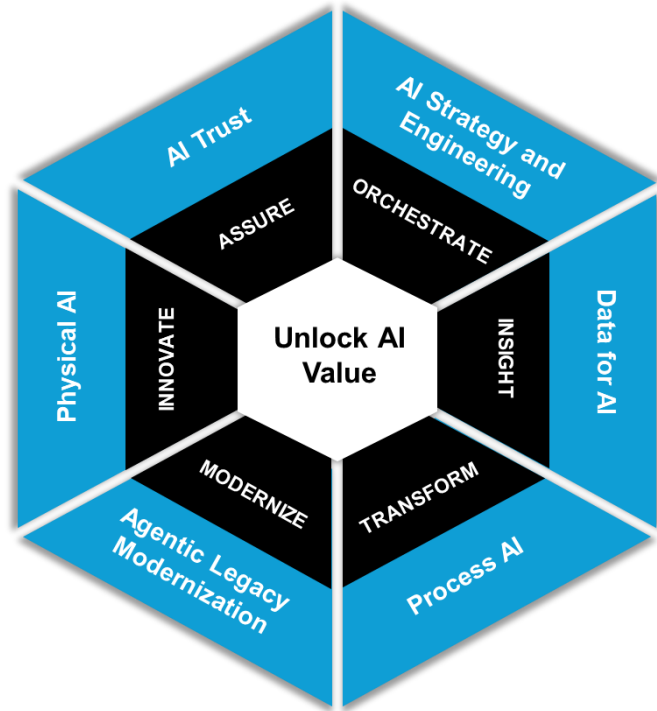 Unlock AI
Value
AI Strategy and
Engineering
ORCHESTRATE
Data for AI
INSIGHT
Process AI
TRANSFORM
Agentic Legacy
Modernization
MODERNIZE
Physical AI
INNOVATE
AI Trust
ASSURE